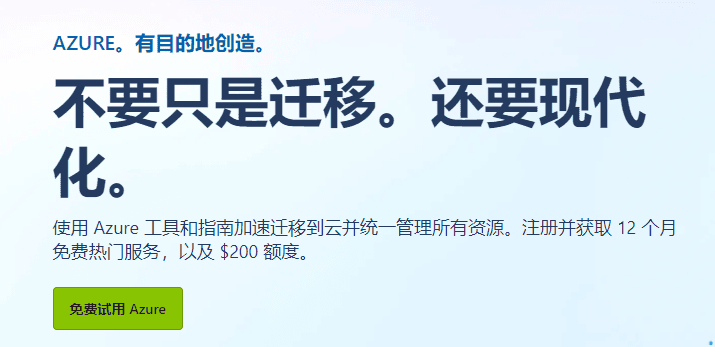 AZURE。有目的地创造。
不要只是迁移。还要现代
化。
使用 Azure 工具和指南加速迁移到云并统一管理所有资源。注册并获取 12 个月
免费热门服务，以及 $200 额度。
免费试用 Azure